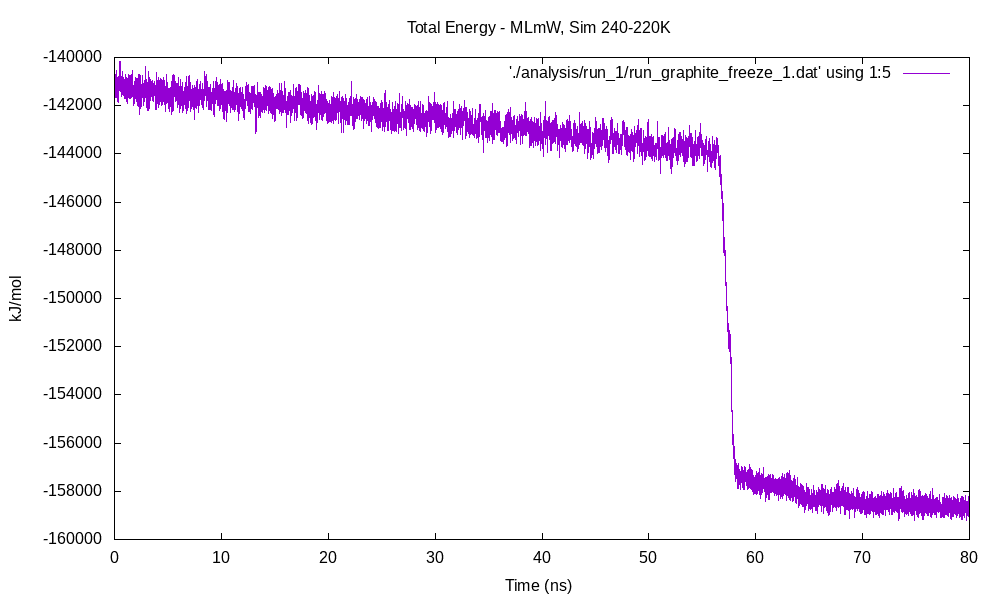 Total Energy - MLmW, Sim 240-220K
'./analysis/run_1/run_graphite_freeze_1.dat' using 1:5
-140000
-142000
-144000
-146000
-148000
-150000
-152000
-154000
-156000
-158000
-160000
kJ/mol
0 10 20 30 40 50 60 70 80
Time (ns)